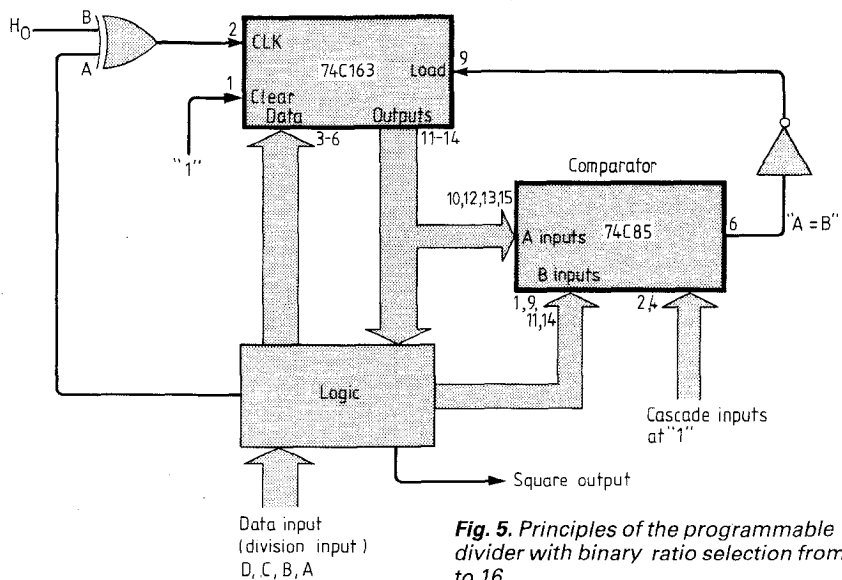 H₀
B
A
2
CLK
1
Clear
Data
3-6
74C163
Load
9
Outputs
11-14
"1"
Comparator
10,12,13,15
A inputs
74C85
B inputs
6
"A = B"
1,9,
11,14
2,4
Logic
Cascade inputs
at "1"
Square output
Data input
(division input)
D, C, B, A
Fig. 5. Principles of the programmable
divider with binary ratio selection from
to 16